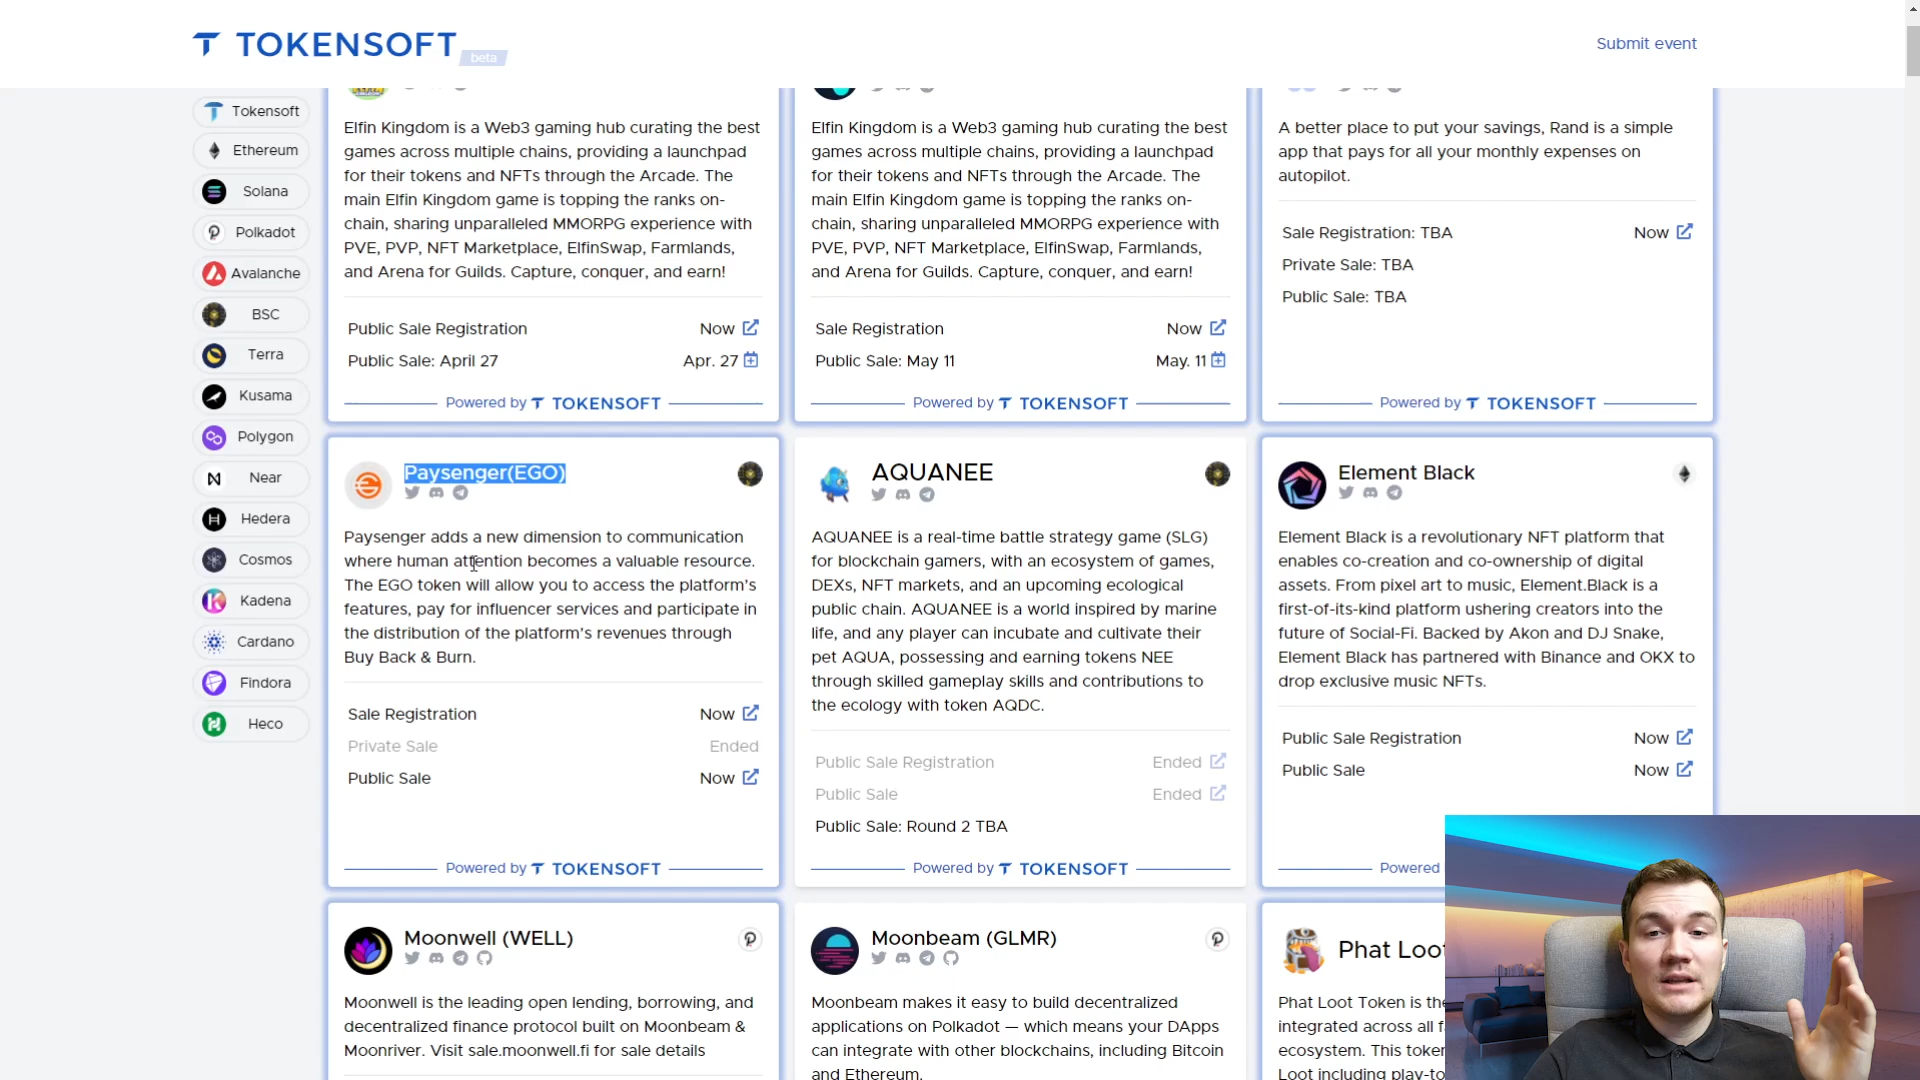 TOKENSOFT
beta
Submit event
Tokensoft
Ethereum
Solana
Polkadot
Avalanche
BSC
Terra
Kusama
Polygon
Near
Hedera
Cosmos
Kadena
Cardano
Findora
Heco
Elfin Kingdom is a Web3 gaming hub curating the best
games across multiple chains, providing a launchpad
for their tokens and NFTs through the Arcade. The
main Elfin Kingdom game is topping the ranks on-
chain, sharing unparalleled MMORPG experience with
PVE, PVP, NFT Marketplace, ElfinSwap, Farmlands,
and Arena for Guilds. Capture, conquer, and earn!
Public Sale Registration Now
Public Sale: April 27 Apr. 27
Powered by TOKENSOFT
Elfin Kingdom is a Web3 gaming hub curating the best
games across multiple chains, providing a launchpad
for their tokens and NFTs through the Arcade. The
main Elfin Kingdom game is topping the ranks on-
chain, sharing unparalleled MMORPG experience with
PVE, PVP, NFT Marketplace, ElfinSwap, Farmlands,
and Arena for Guilds. Capture, conquer, and earn!
Sale Registration Now
Public Sale: May 11 May. 11
Powered by TOKENSOFT
A better place to put your savings, Rand is a simple
app that pays for all your monthly expenses on
autopilot.
Sale Registration: TBA Now
Private Sale: TBA
Public Sale: TBA
Powered by TOKENSOFT
Paysenger(EGO)
Paysenger adds a new dimension to communication
where human attention becomes a valuable resource.
The EGO token will allow you to access the platform's
features, pay for influencer services and participate in
the distribution of the platform's revenues through
Buy Back & Burn.
Sale Registration Now
Private Sale Ended
Public Sale Now
Powered by TOKENSOFT
AQUANEE
AQUANEE is a real-time battle strategy game (SLG)
for blockchain gamers, with an ecosystem of games,
DEXs, NFT markets, and an upcoming ecological
public chain. AQUANEE is a world inspired by marine
life, and any player can incubate and cultivate their
pet AQUA, possessing and earning tokens NEE
through skilled gameplay skills and contributions to
the ecology with token AQDC.
Public Sale Registration Ended
Public Sale Ended
Public Sale: Round 2 TBA
Powered by TOKENSOFT
Element Black
Element Black is a revolutionary NFT platform that
enables co-creation and co-ownership of digital
assets. From pixel art to music, Element.Black is a
first-of-its-kind platform ushering creators into the
future of Social-Fi. Backed by Akon and DJ Snake,
Element Black has partnered with Binance and OKX to
drop exclusive music NFTs.
Public Sale Registration Now
Public Sale Now
Powered
Moonwell (WELL)
Moonwell is the leading open lending, borrowing, and
decentralized finance protocol built on Moonbeam &
Moonriver. Visit sale.moonwell.fi for sale details
Moonbeam (GLMR)
Moonbeam makes it easy to build decentralized
applications on Polkadot — which means your DApps
can integrate with other blockchains, including Bitcoin
and Ethereum.
Phat Loo
Phat Loot Token is the
integrated across all
ecosystem. This token
Loot including play-to